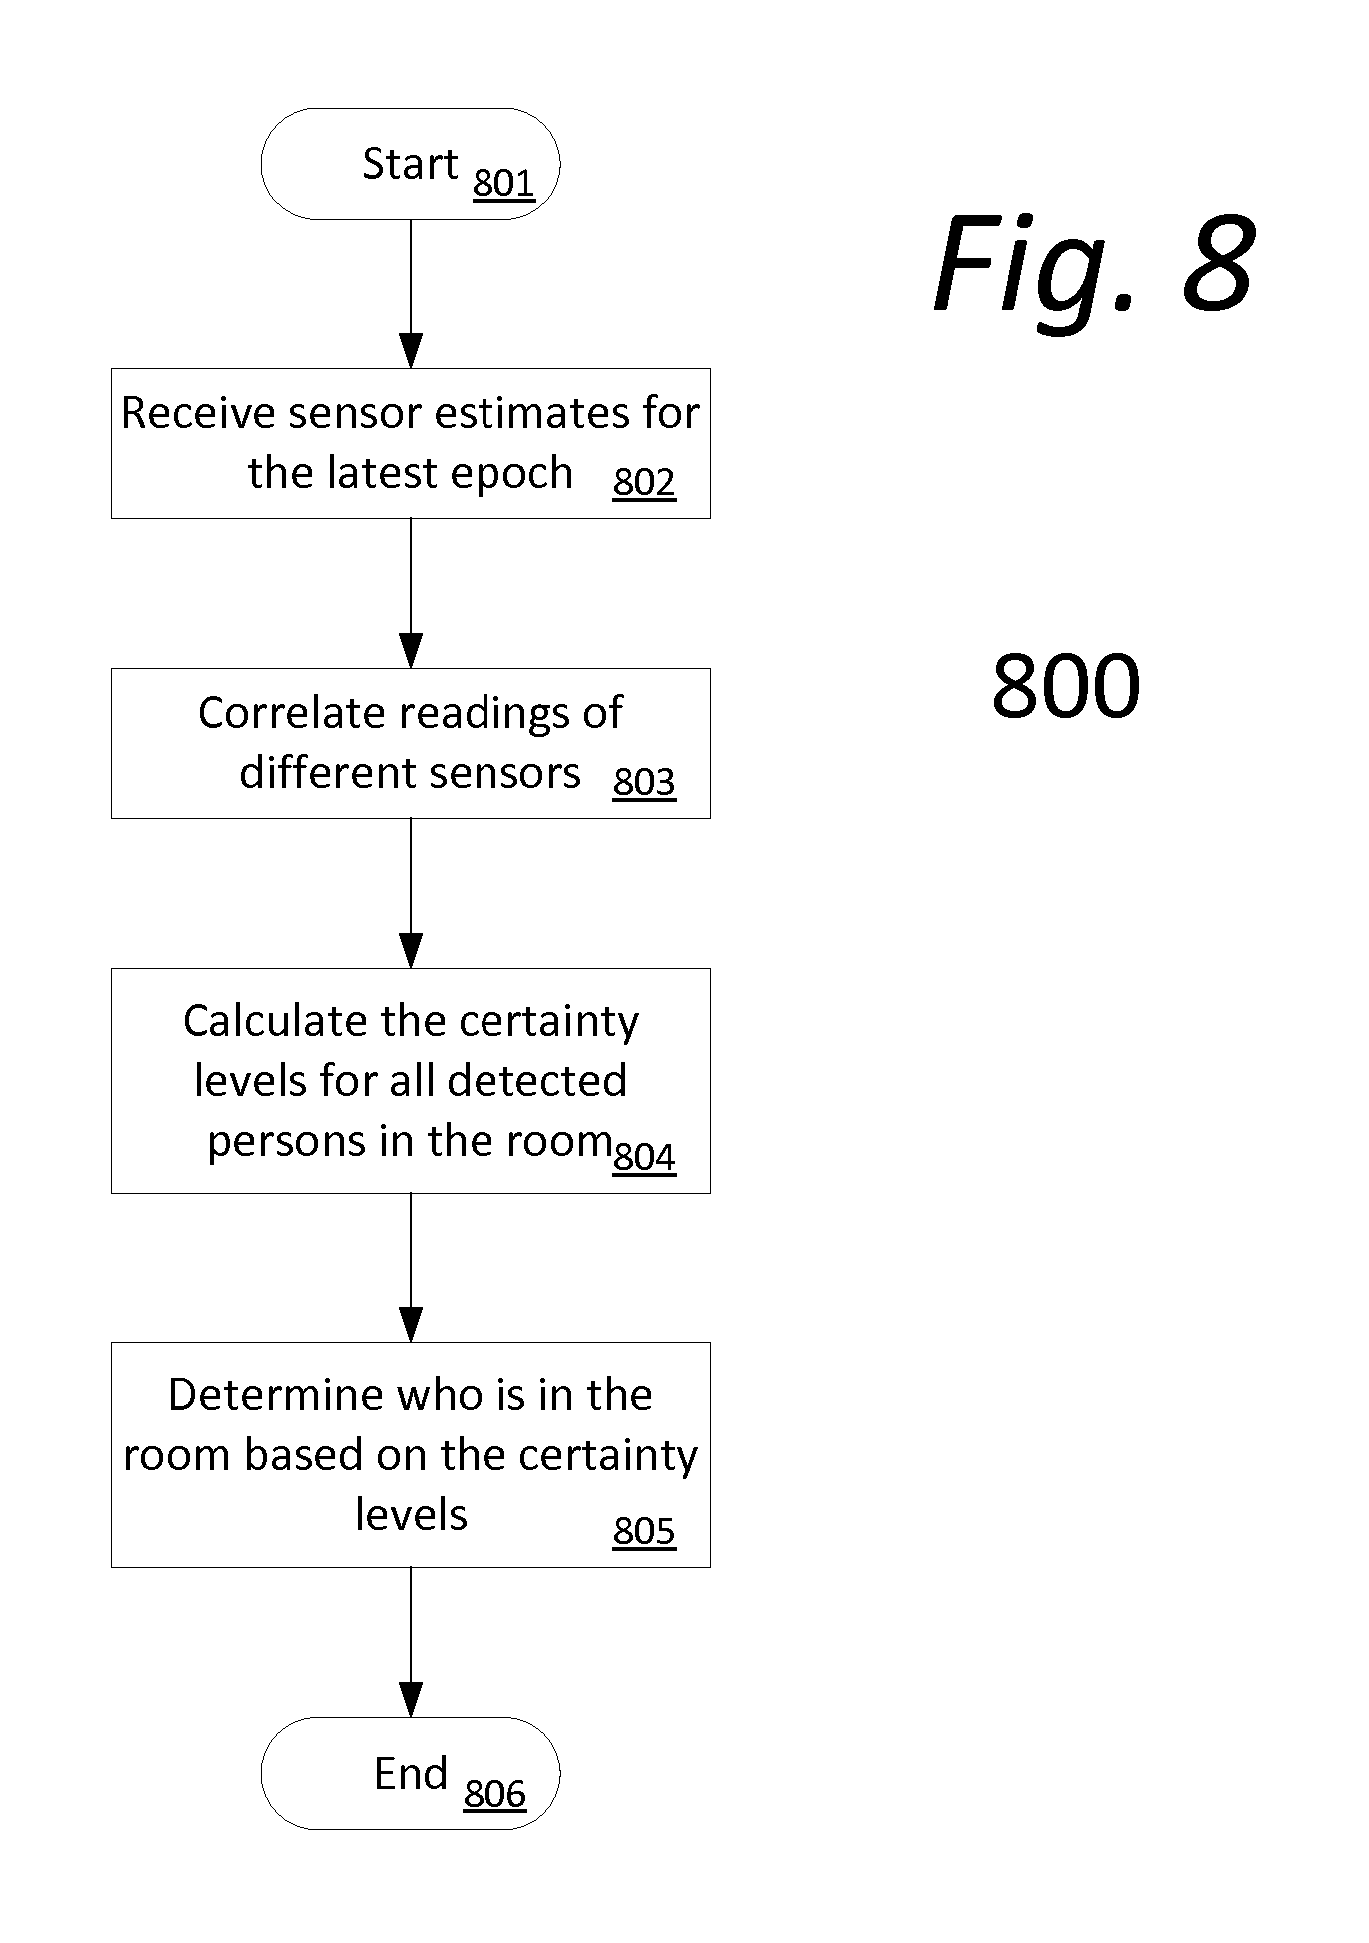 Start 801
Fig. 8
Receive sensor estimates for
the latest epoch 802
800
Correlate readings of
different sensors 803
Calculate the certainty
levels for all detected
persons in the room 804
Determine who is in the
room based on the certainty
levels 805
End 806